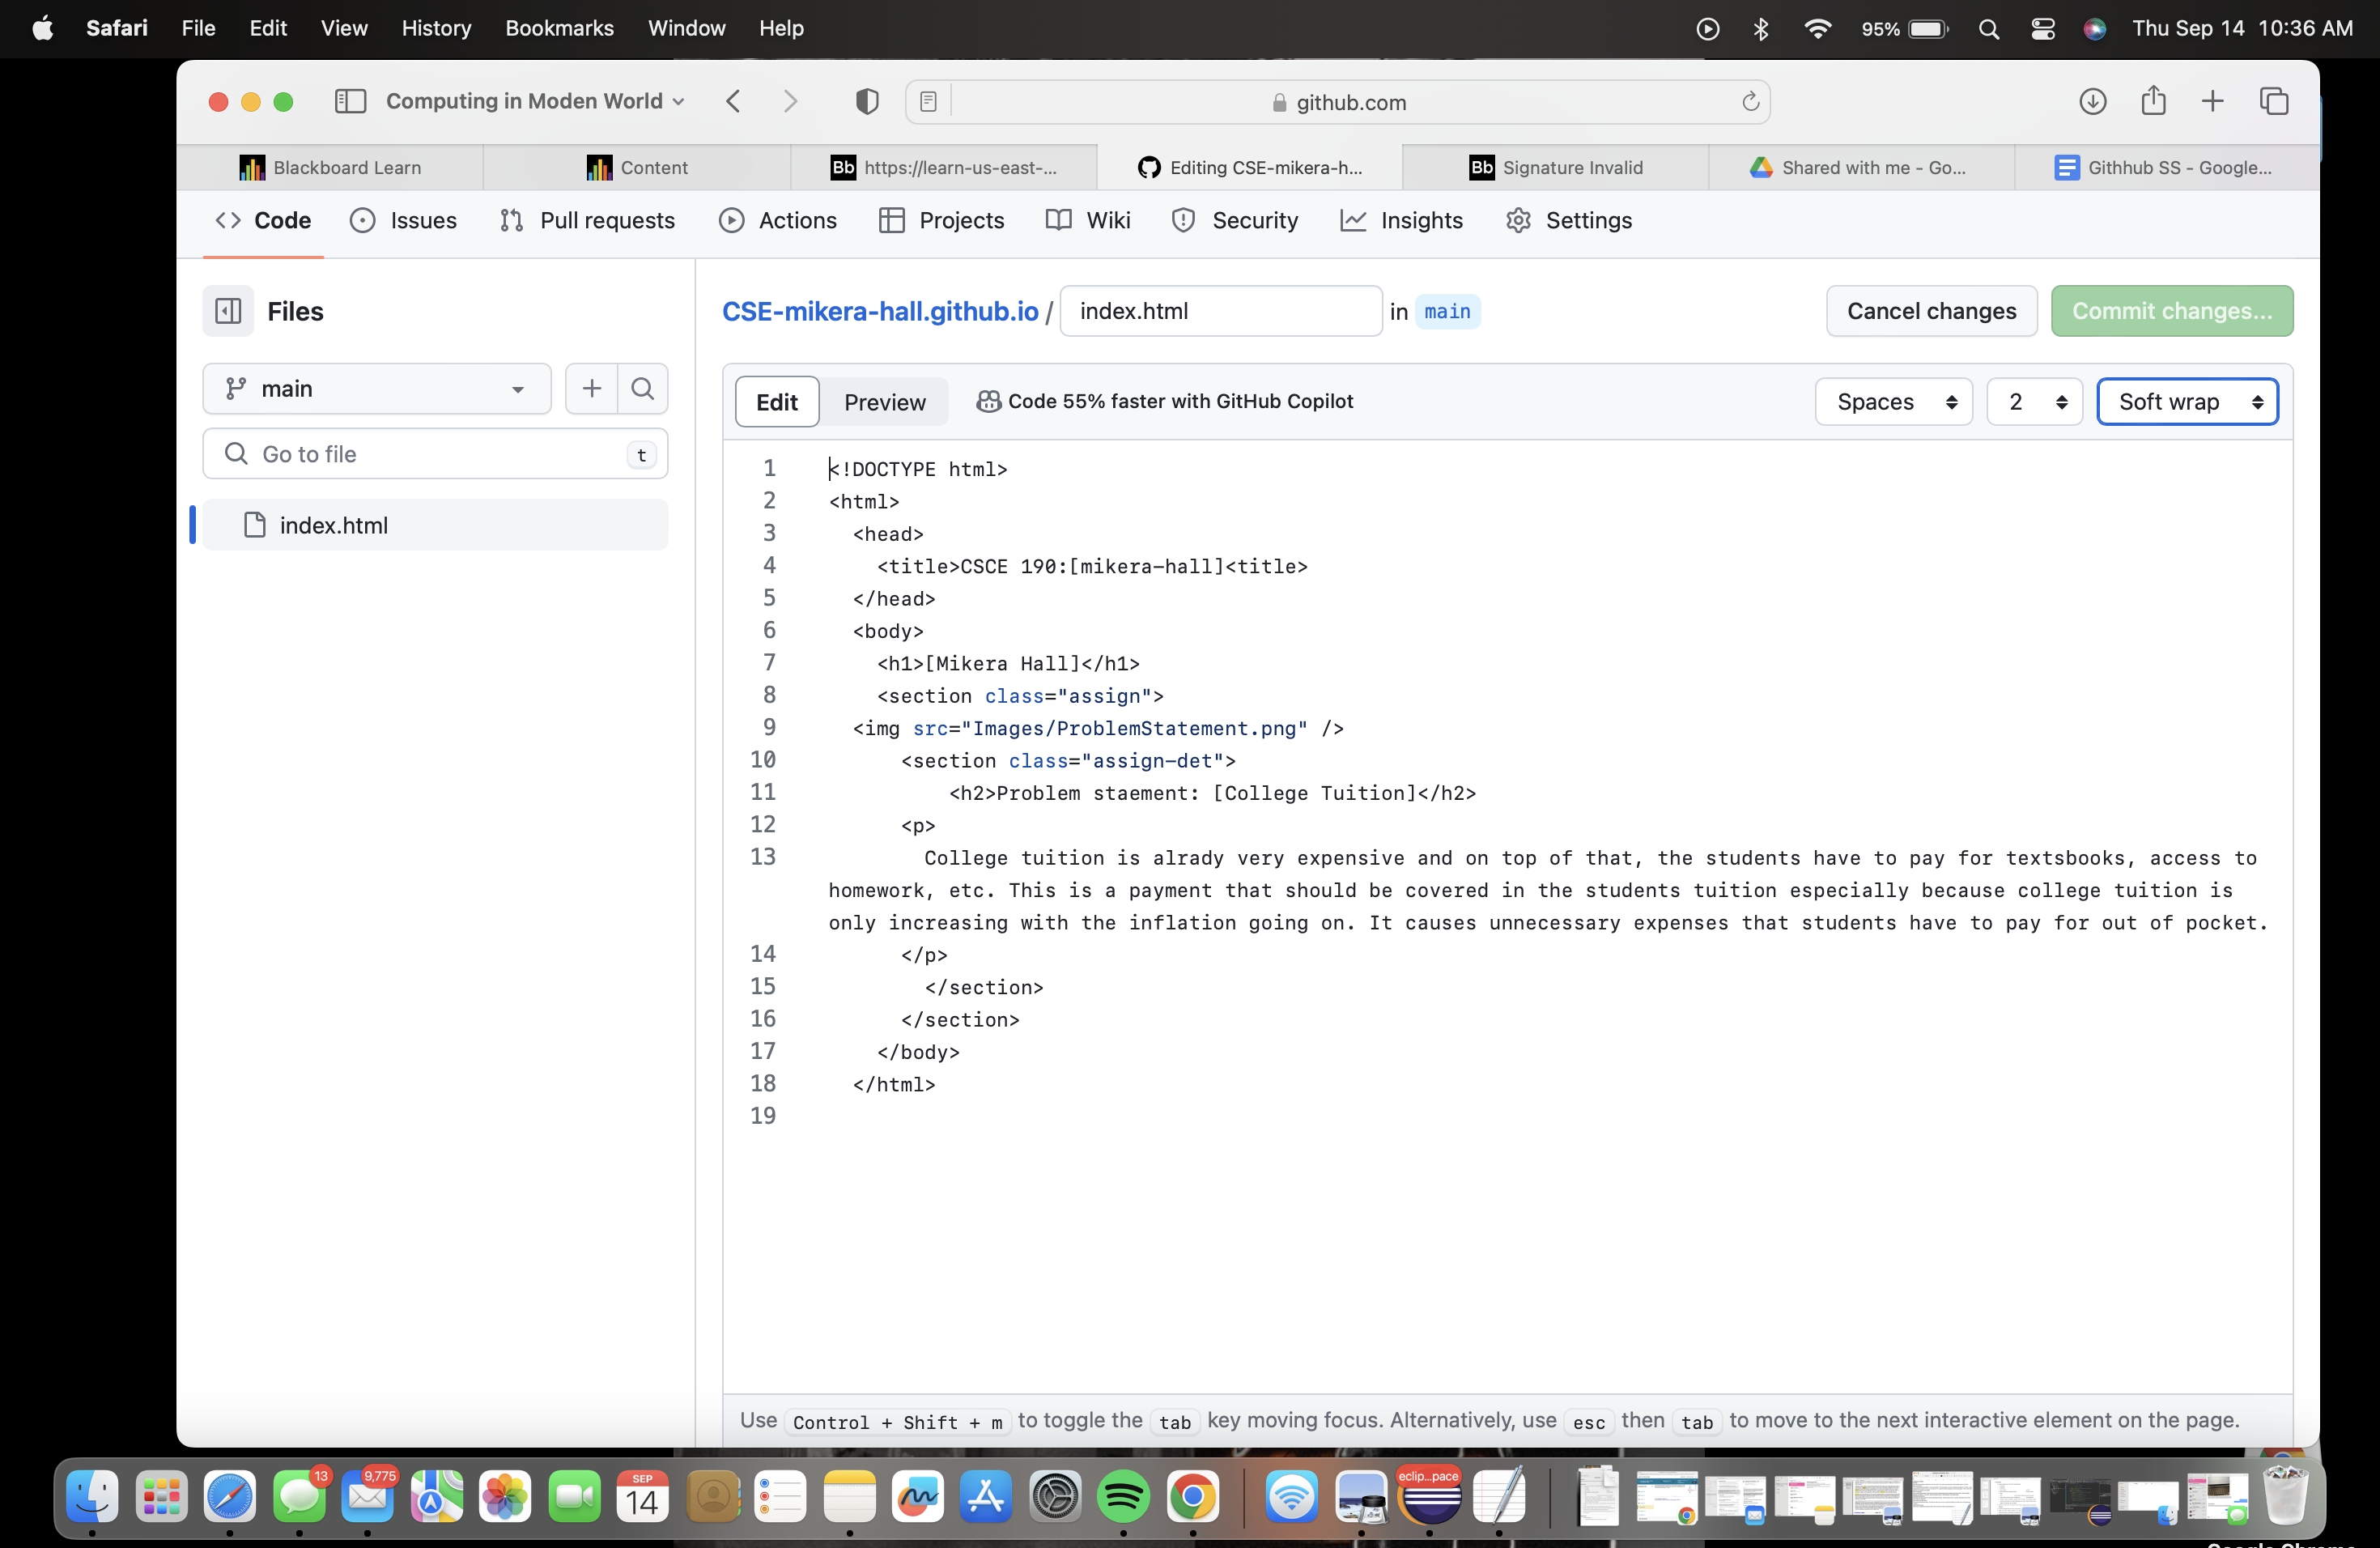 Safari File Edit View History Bookmarks Window Help 95% Thu Sep 14 10:36 AM
Computing in Moden World github.com
Blackboard Learn Content Bb https://learn-us-east-... Editing CSE-mikera-h... Bb Signature Invalid Shared with me - Go... Githhub SS - Google...
Code Issues Pull requests Actions Projects Wiki Security Insights Settings
Files
CSE-mikera-hall.github.io / index.html in main Cancel changes Commit changes...
main
Edit Preview Code 55% faster with GitHub Copilot Spaces 2 Soft wrap
Go to file t
index.html
1 <!DOCTYPE html>
2 <html>
3 <head>
4 <title>CSCE 190:[mikera-hall]<title>
5 </head>
6 <body>
7 <h1>[Mikera Hall]</h1>
8 <section class="assign">
9 <img src="Images/ProblemStatement.png" />
10 <section class="assign-det">
11 <h2>Problem staement: [College Tuition]</h2>
12 <p>
13 College tuition is alrady very expensive and on top of that, the students have to pay for textsbooks, access to
homework, etc. This is a payment that should be covered in the students tuition especially because college tuition is
only increasing with the inflation going on. It causes unnecessary expenses that students have to pay for out of pocket.
14 </p>
15 </section>
16 </section>
17 </body>
18 </html>
19
Use Control + Shift + m to toggle the tab key moving focus. Alternatively, use esc then tab to move to the next interactive element on the page.
13 9,775 SEP 14 eclip...pace